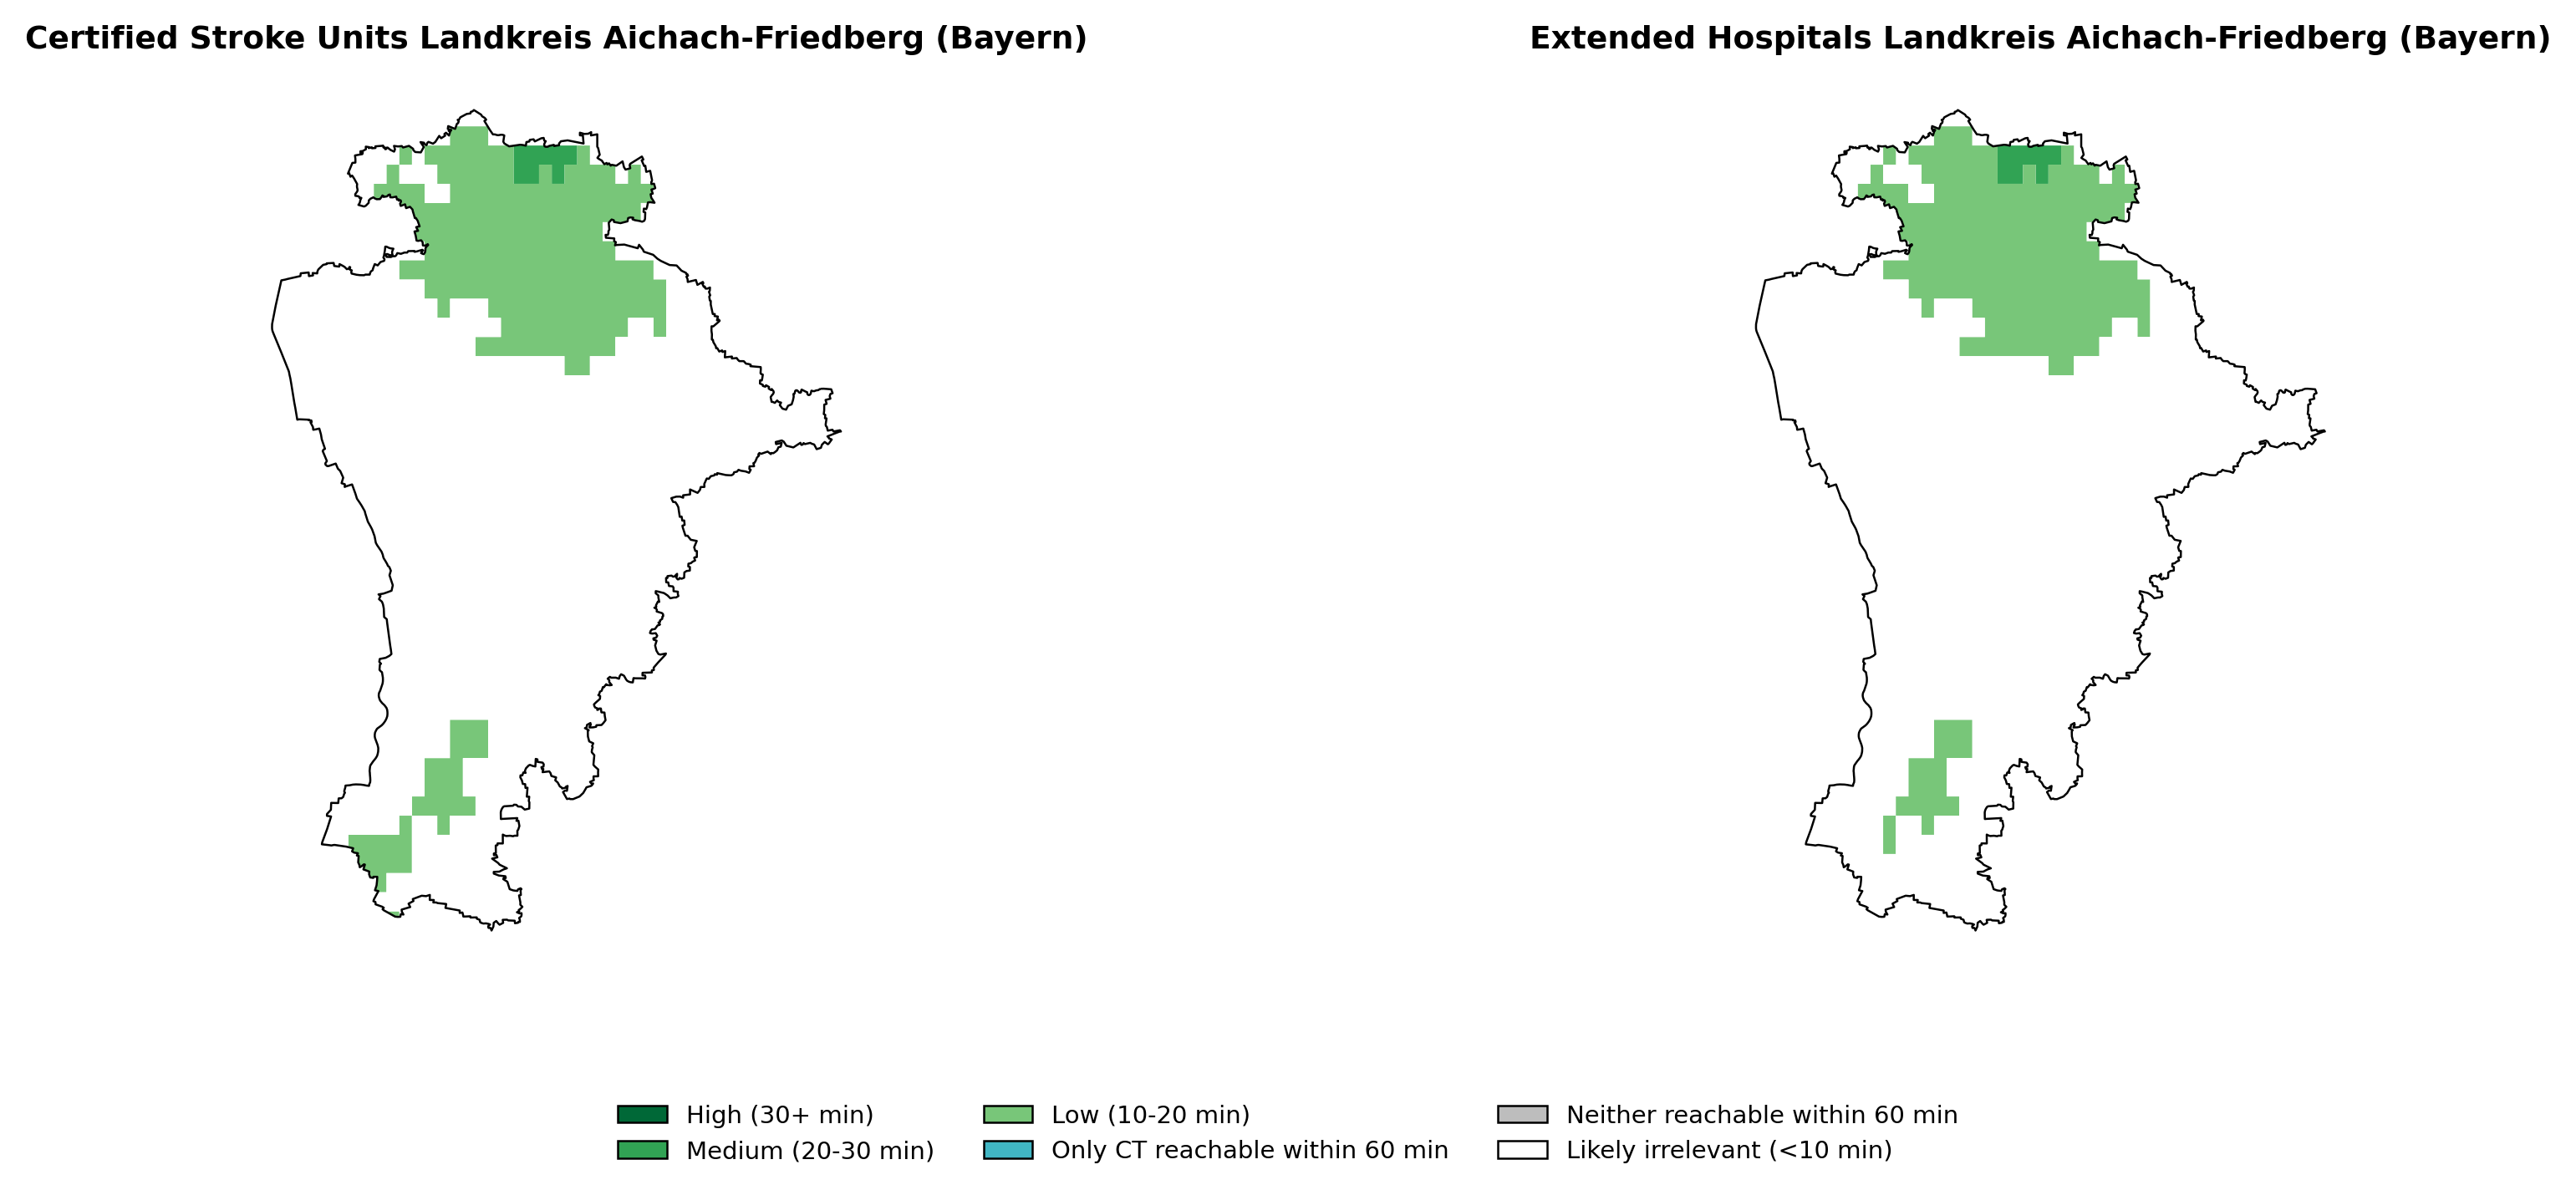 Certified Stroke Units Landkreis Aichach-Friedberg (Bayern)
Extended Hospitals Landkreis Aichach-Friedberg (Bayern)
High (30+ min)
Medium (20-30 min)
Low (10-20 min)
Only CT reachable within 60 min
Neither reachable within 60 min
Likely irrelevant (<10 min)